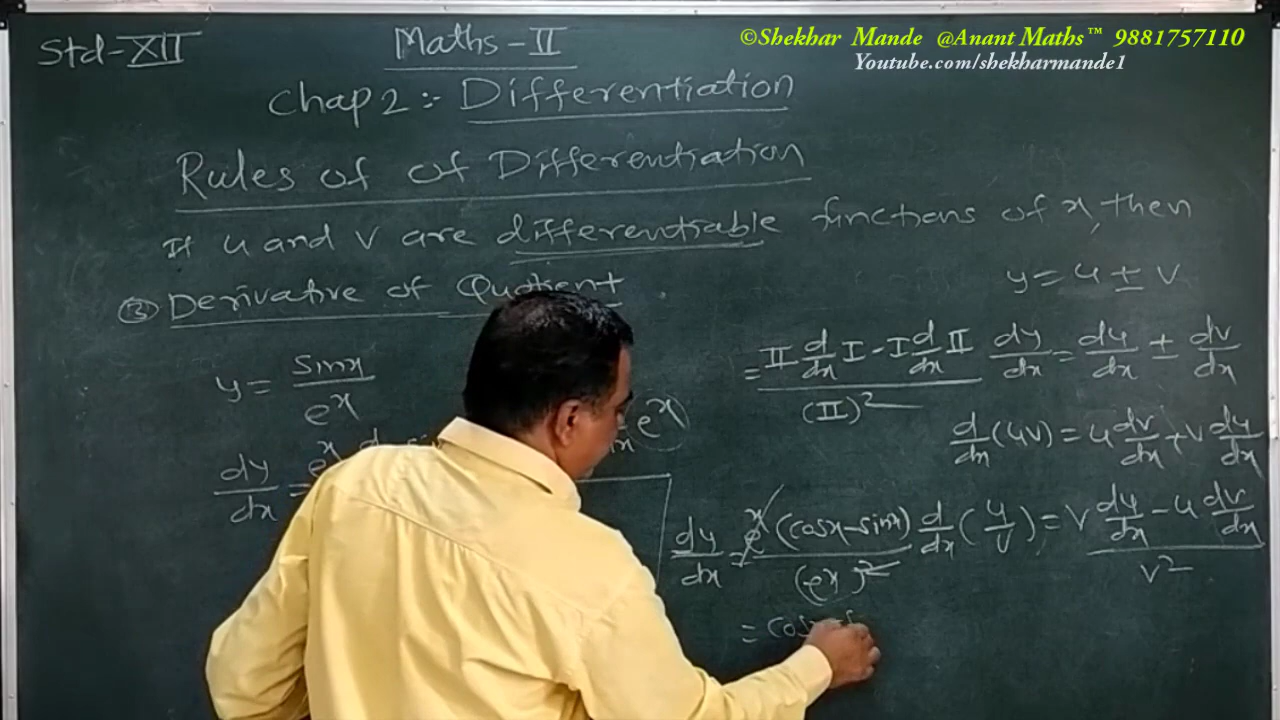 ©Shekhar Mande @Anant Maths™ 9881757110
Youtube.com/shekharmande1
Std-XII
Maths-II
Chap 2:- Differentiation
Rules of of Differentiation
If u and v are differentiable functions of x, then
③ Derivative of Quotient
y = u ± v
y = sinx / e^x
= II d/dx I - I d/dx II / (II)²
dy/dx = du/dx ± dv/dx
dy/dx = e^x
e^x
d/dx (uv) = u dv/dx + v du/dx
dy/dx = e^x (cosx - sinx) / (e^x)²
d/dx (u/v) = v du/dx - u dv/dx / v²
= cos